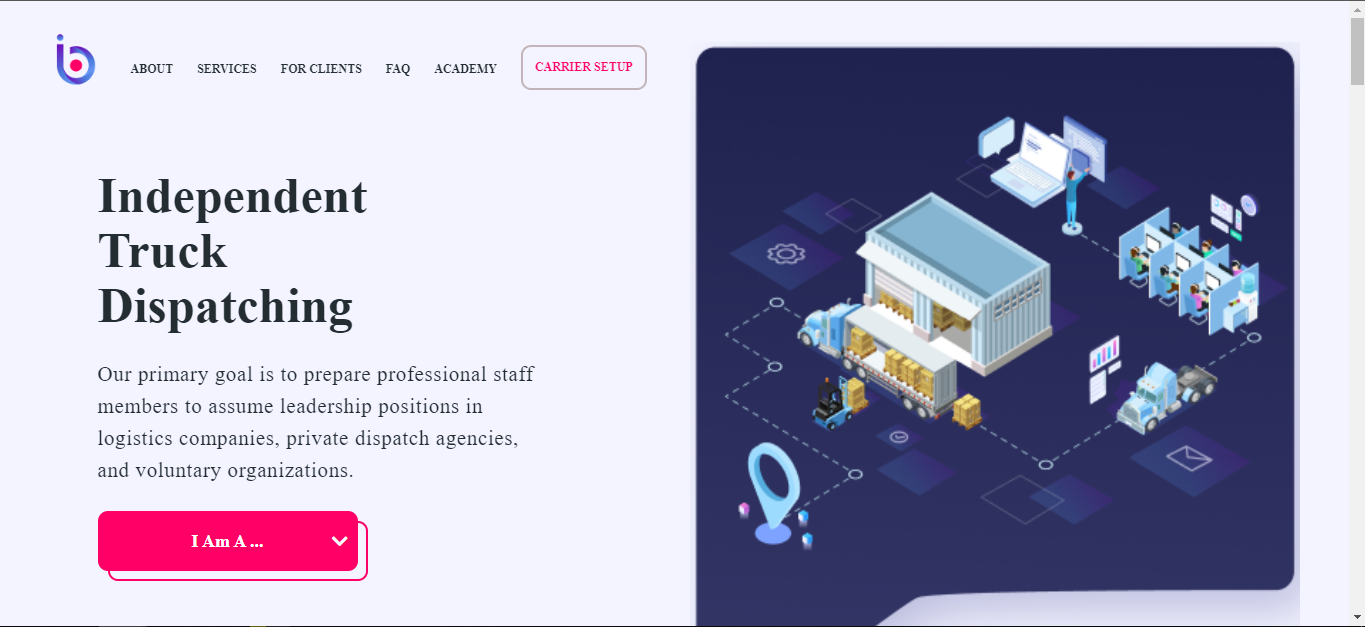 ABOUT SERVICES FOR CLIENTS FAQ ACADEMY CARRIER SETUP
Independent
Truck
Dispatching
Our primary goal is to prepare professional staff
members to assume leadership positions in
logistics companies, private dispatch agencies,
and voluntary organizations.
I Am A ...